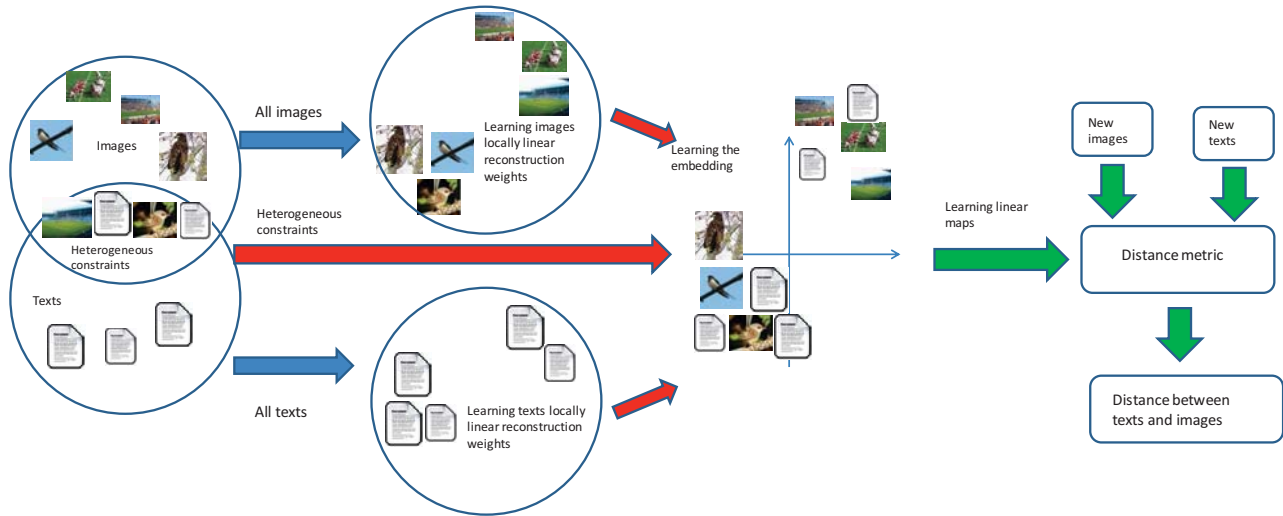 Images
Heterogeneous
constraints
Texts
All images
Heterogeneous
constraints
All texts
Learning images
locally linear
reconstruction
weights
Learning texts locally
linear reconstruction
weights
Learning the
embedding
Learning linear
maps
New
images
New
texts
Distance metric
Distance between
texts and images